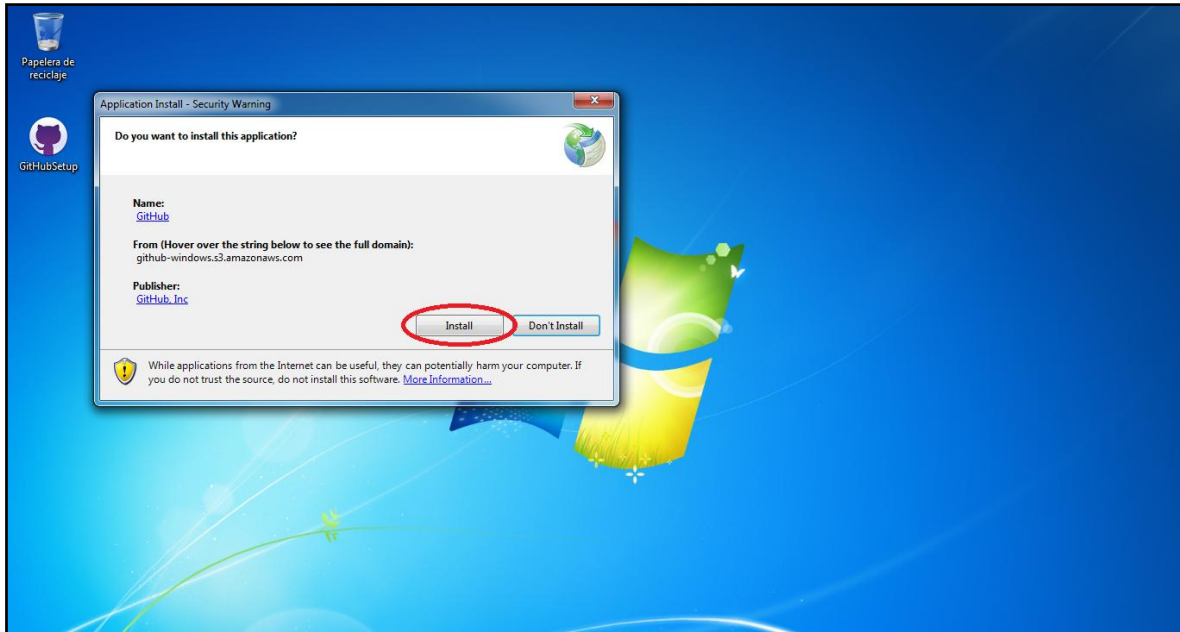 Papelera de
reciclaje
GitHubSetup
Application Install - Security Warning
Do you want to install this application?
Name:
GitHub
From (Hover over the string below to see the full domain):
github-windows.s3.amazonaws.com
Publisher:
GitHub, Inc
Install
Don't Install
While applications from the Internet can be useful, they can potentially harm your computer. If
you do not trust the source, do not install this software. More Information...